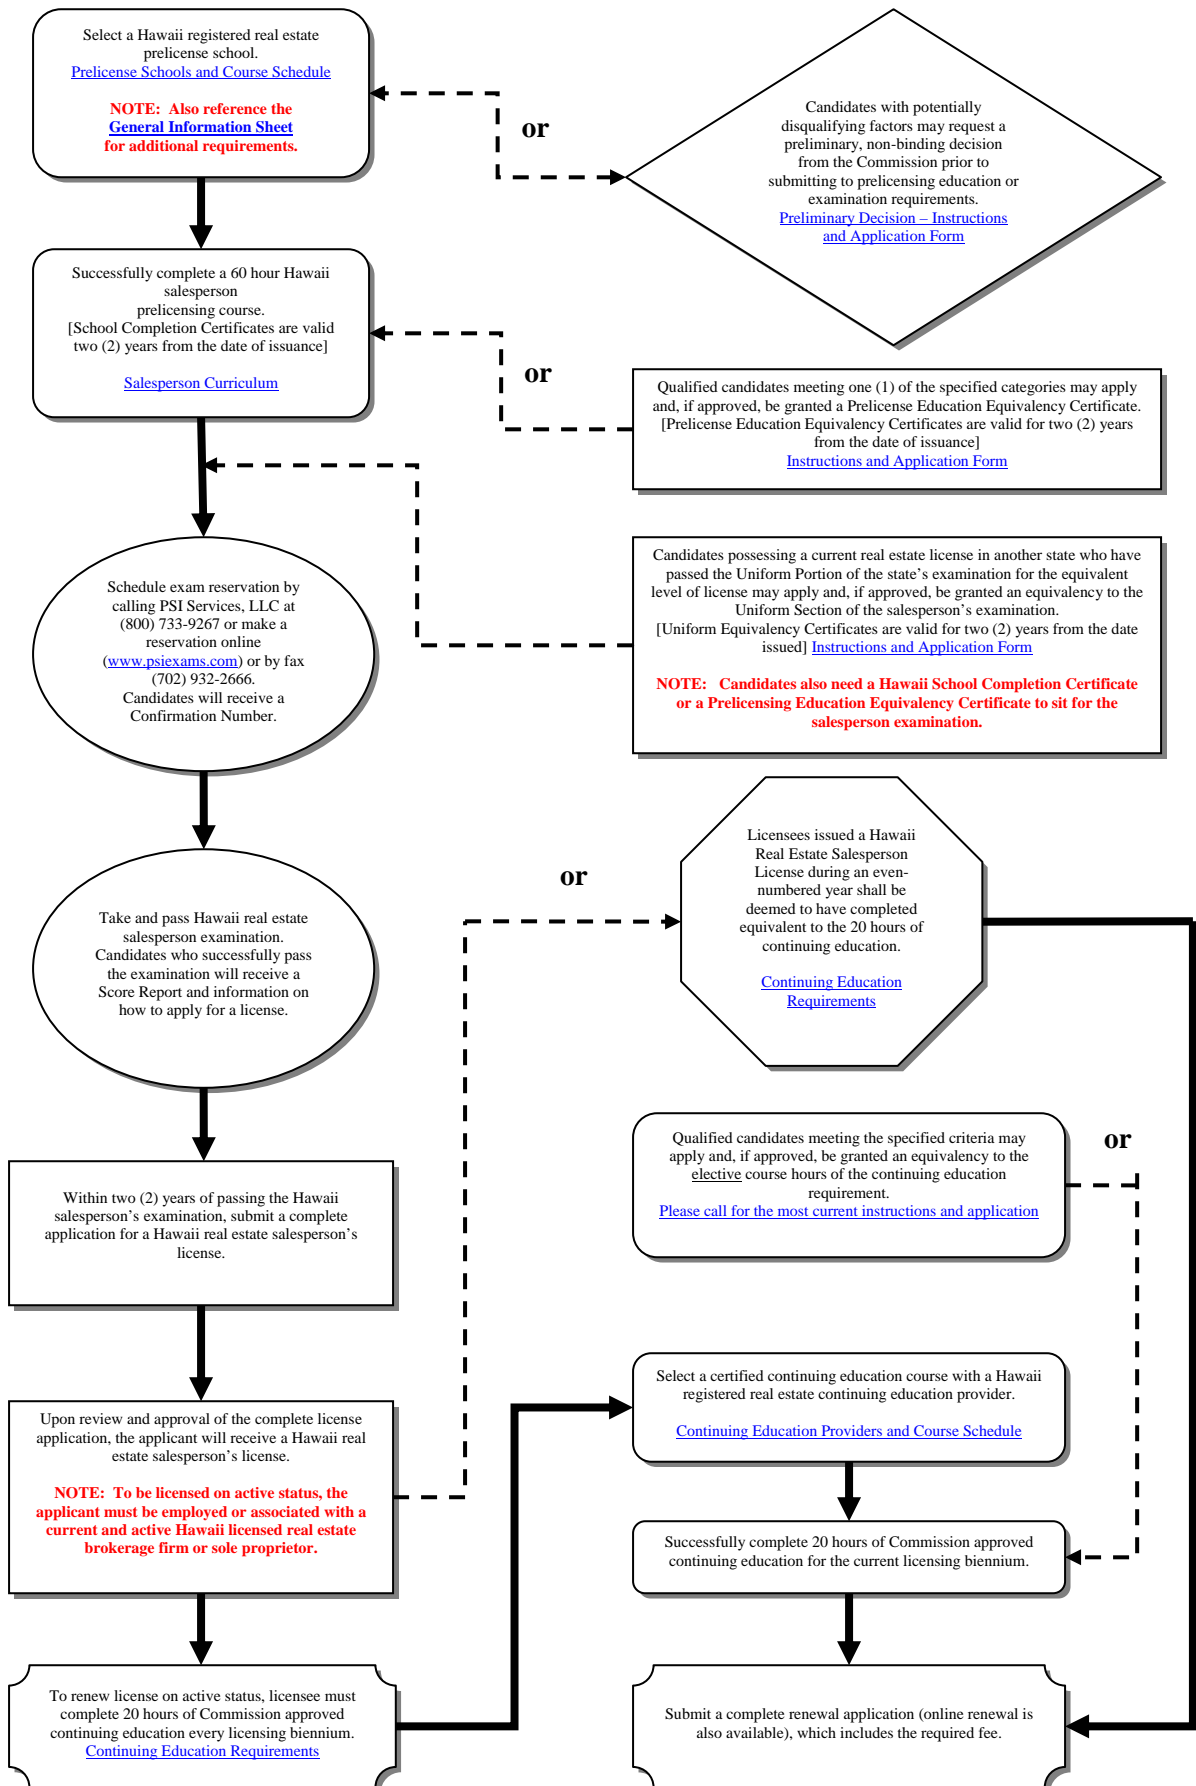 Select a Hawaii registered real estate
prelicense school.
Prelicense Schools and Course Schedule
NOTE: Also reference the
General Information Sheet
for additional requirements.
or
Candidates with potentially
disqualifying factors may request a
preliminary, non-binding decision
from the Commission prior to
submitting to prelicensing education or
examination requirements.
Preliminary Decision – Instructions
and Application Form
Successfully complete a 60 hour Hawaii
salesperson
prelicensing course.
[School Completion Certificates are valid
two (2) years from the date of issuance]
Salesperson Curriculum
or
Qualified candidates meeting one (1) of the specified categories may apply
and, if approved, be granted a Prelicense Education Equivalency Certificate.
[Prelicense Education Equivalency Certificates are valid for two (2) years
from the date of issuance]
Instructions and Application Form
Candidates possessing a current real estate license in another state who have
passed the Uniform Portion of the state's examination for the equivalent
level of license may apply and, if approved, be granted an equivalency to the
Uniform Section of the salesperson's examination.
[Uniform Equivalency Certificates are valid for two (2) years from the date
issued] Instructions and Application Form
NOTE: Candidates also need a Hawaii School Completion Certificate
or a Prelicensing Education Equivalency Certificate to sit for the
salesperson examination.
Schedule exam reservation by
calling PSI Services, LLC at
(800) 733-9267 or make a
reservation online
(www.psiexams.com) or by fax
(702) 932-2666.
Candidates will receive a
Confirmation Number.
Take and pass Hawaii real estate
salesperson examination.
Candidates who successfully pass
the examination will receive a
Score Report and information on
how to apply for a license.
or
Licensees issued a Hawaii
Real Estate Salesperson
License during an even-
numbered year shall be
deemed to have completed
equivalent to the 20 hours of
continuing education.
Continuing Education
Requirements
Qualified candidates meeting the specified criteria may
apply and, if approved, be granted an equivalency to the
elective course hours of the continuing education
requirement.
Please call for the most current instructions and application
or
Within two (2) years of passing the Hawaii
salesperson's examination, submit a complete
application for a Hawaii real estate salesperson's
license.
Select a certified continuing education course with a Hawaii
registered real estate continuing education provider.
Continuing Education Providers and Course Schedule
Upon review and approval of the complete license
application, the applicant will receive a Hawaii real
estate salesperson's license.
NOTE: To be licensed on active status, the
applicant must be employed or associated with a
current and active Hawaii licensed real estate
brokerage firm or sole proprietor.
Successfully complete 20 hours of Commission approved
continuing education for the current licensing biennium.
To renew license on active status, licensee must
complete 20 hours of Commission approved
continuing education every licensing biennium.
Continuing Education Requirements
Submit a complete renewal application (online renewal is
also available), which includes the required fee.